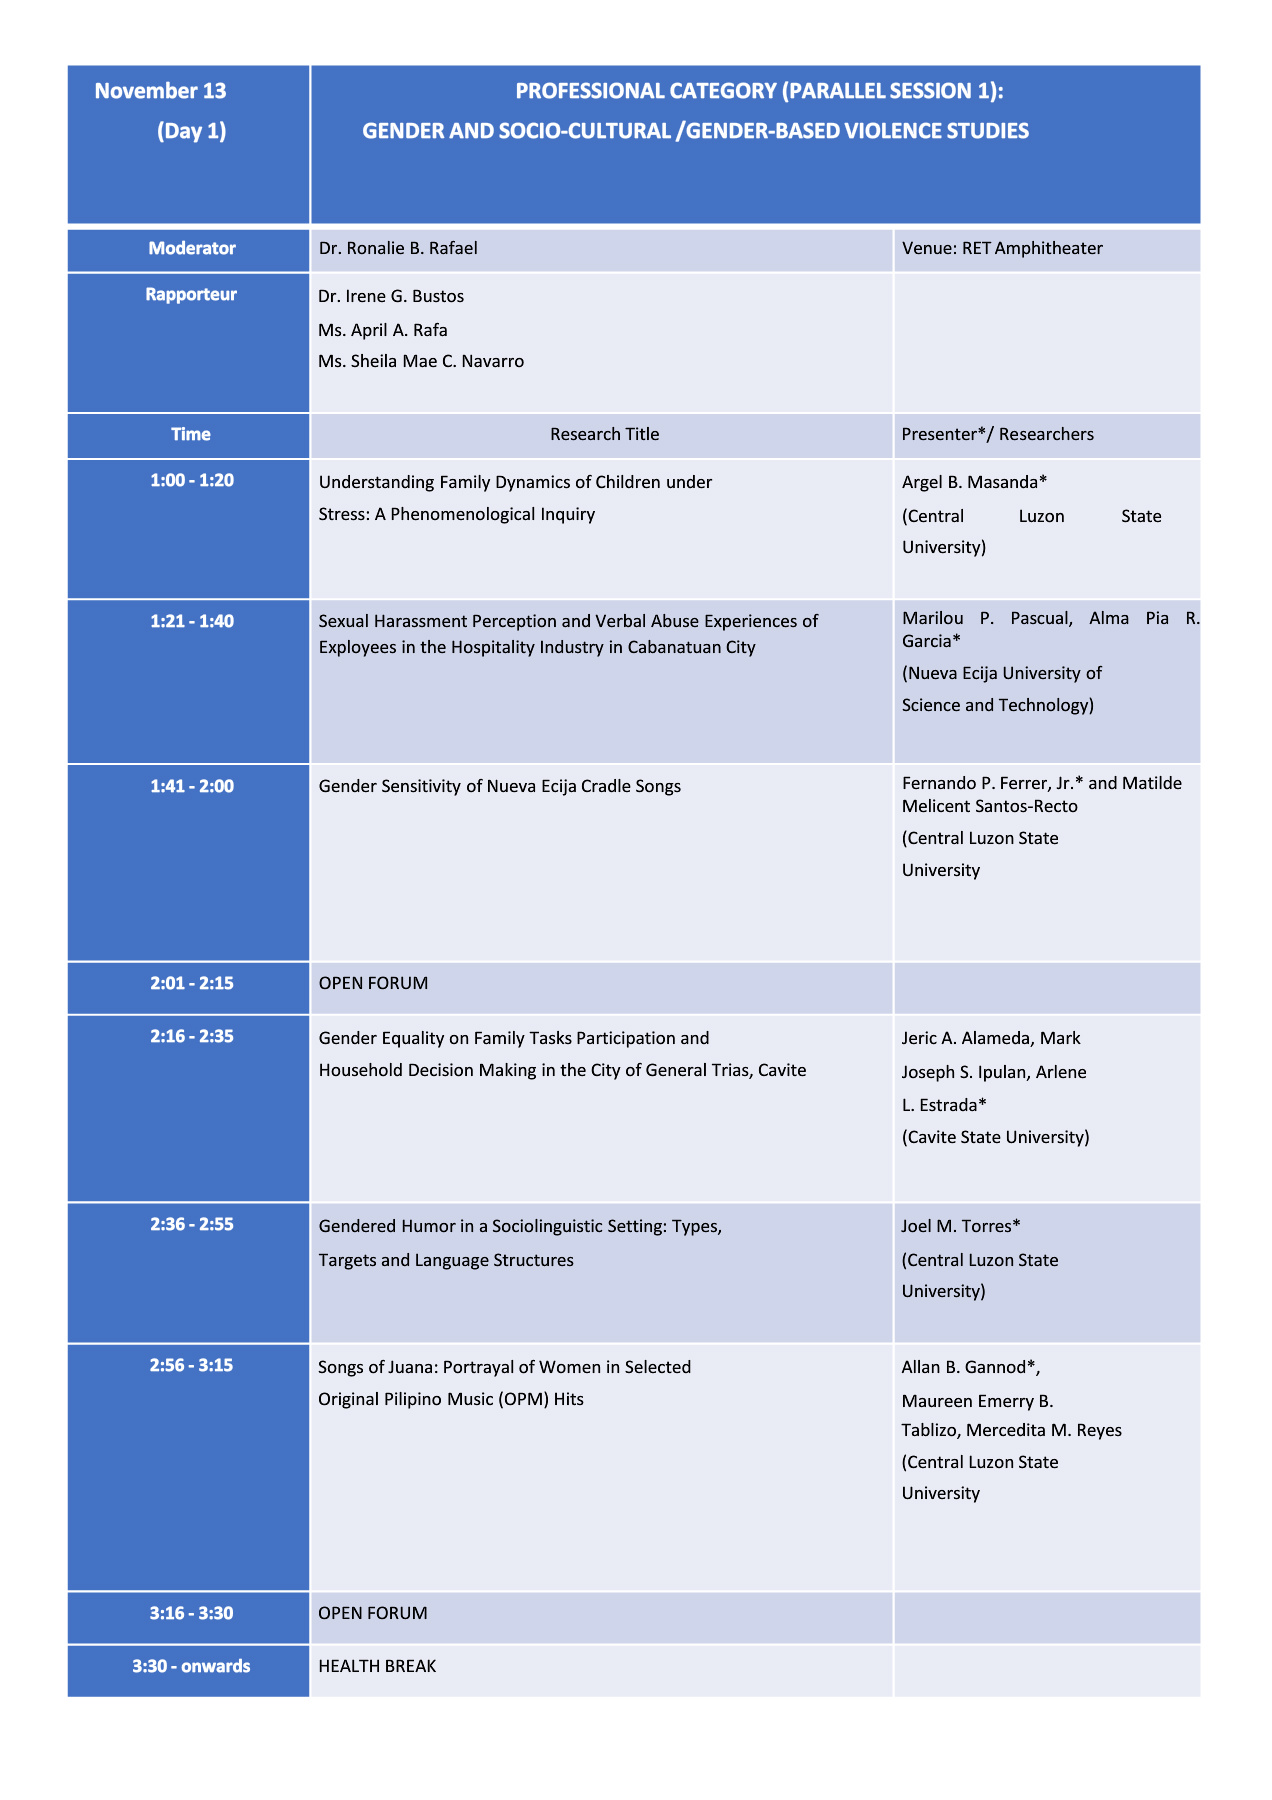 November 13
(Day 1)
PROFESSIONAL CATEGORY (PARALLEL SESSION 1):
GENDER AND SOCIO-CULTURAL /GENDER-BASED VIOLENCE STUDIES
Moderator
Dr. Ronalie B. Rafael
Venue: RET Amphitheater
Rapporteur
Dr. Irene G. Bustos
Ms. April A. Rafa
Ms. Sheila Mae C. Navarro
Time
Research Title
Presenter*/ Researchers
1:00 - 1:20
Understanding Family Dynamics of Children under
Stress: A Phenomenological Inquiry
Argel B. Masanda*
(Central Luzon State
University)
1:21 - 1:40
Sexual Harassment Perception and Verbal Abuse Experiences of
Exployees in the Hospitality Industry in Cabanatuan City
Marilou P. Pascual, Alma Pia R.
Garcia*
(Nueva Ecija University of
Science and Technology)
1:41 - 2:00
Gender Sensitivity of Nueva Ecija Cradle Songs
Fernando P. Ferrer, Jr.* and Matilde
Melicent Santos-Recto
(Central Luzon State
University
2:01 - 2:15
OPEN FORUM
2:16 - 2:35
Gender Equality on Family Tasks Participation and
Household Decision Making in the City of General Trias, Cavite
Jeric A. Alameda, Mark
Joseph S. Ipulan, Arlene
L. Estrada*
(Cavite State University)
2:36 - 2:55
Gendered Humor in a Sociolinguistic Setting: Types,
Targets and Language Structures
Joel M. Torres*
(Central Luzon State
University)
2:56 - 3:15
Songs of Juana: Portrayal of Women in Selected
Original Pilipino Music (OPM) Hits
Allan B. Gannod*,
Maureen Emerry B.
Tablizo, Mercedita M. Reyes
(Central Luzon State
University
3:16 - 3:30
OPEN FORUM
3:30 - onwards
HEALTH BREAK